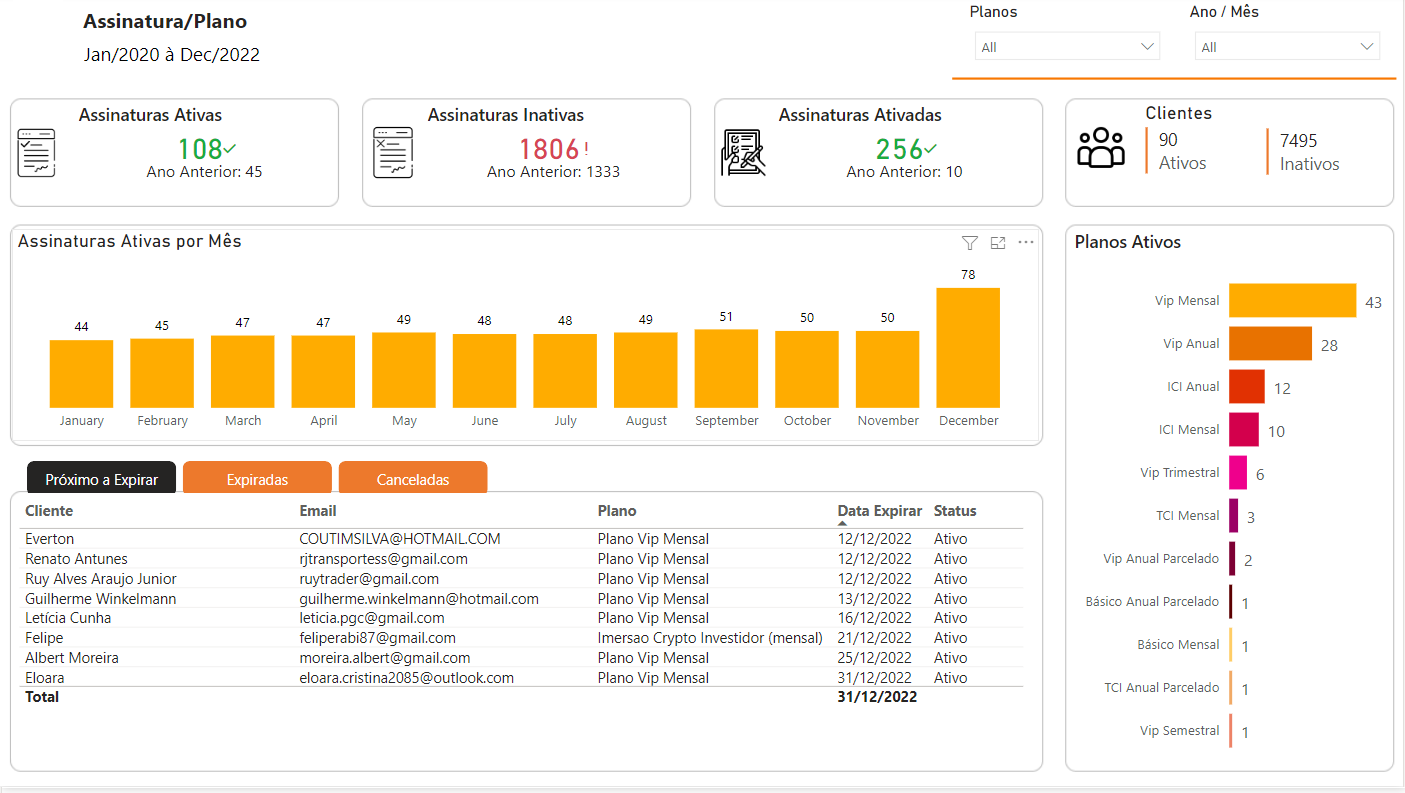 Assinatura/Plano
Jan/2020 à Dec/2022
Planos
All
Ano / Mês
All
Assinaturas Ativas
108
Ano Anterior: 45
Assinaturas Inativas
1806!
Ano Anterior: 1333
Assinaturas Ativadas
256
Ano Anterior: 10
Clientes
90
Ativos
7495
Inativos
Assinaturas Ativas por Mês
44 45 47 47 49 48 48 49 51 50 50 78
January February March April May June July August September October November December
Planos Ativos
Vip Mensal 43
Vip Anual 28
ICI Anual 12
ICI Mensal 10
Vip Trimestral 6
TCI Mensal 3
Vip Anual Parcelado 2
Básico Anual Parcelado 1
Básico Mensal 1
TCI Anual Parcelado 1
Vip Semestral 1
Próximo a Expirar Expiradas Canceladas
Cliente Email Plano Data Expirar Status
Everton COUTIMSILVA@HOTMAIL.COM Plano Vip Mensal 12/12/2022 Ativo
Renato Antunes rjtransportess@gmail.com Plano Vip Mensal 12/12/2022 Ativo
Ruy Alves Araujo Junior ruytrader@gmail.com Plano Vip Mensal 12/12/2022 Ativo
Guilherme Winkelmann guilherme.winkelmann@hotmail.com Plano Vip Mensal 13/12/2022 Ativo
Letícia Cunha leticia.pgc@gmail.com Plano Vip Mensal 16/12/2022 Ativo
Felipe feliperabi87@gmail.com Imersao Crypto Investidor (mensal) 21/12/2022 Ativo
Albert Moreira moreira.albert@gmail.com Plano Vip Mensal 25/12/2022 Ativo
Eloara eloara.cristina2085@outlook.com Plano Vip Mensal 31/12/2022 Ativo
Total 31/12/2022